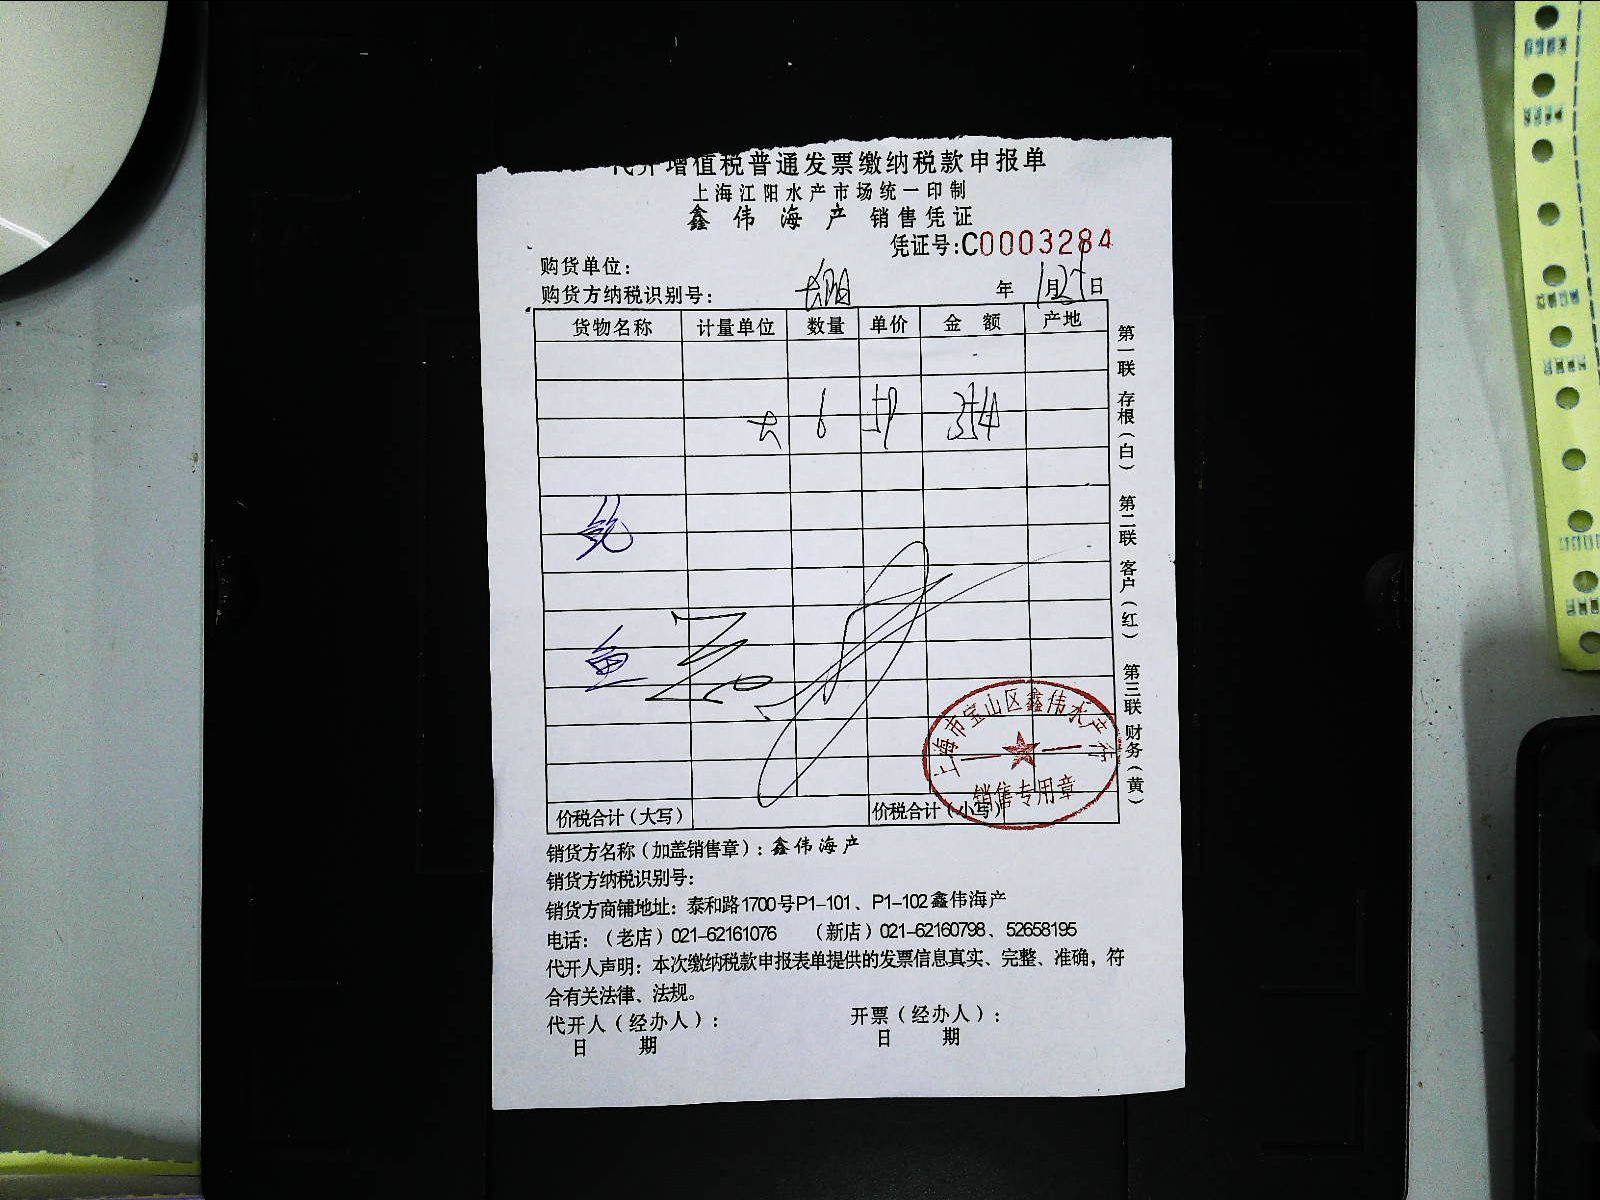 代开增值税普通发票缴纳税款申报单
上海江阳水产市场统一印制
鑫伟海产 销售凭证
凭证号:C0003284
购货单位:
购货方纳税识别号: 年 1月27日
货物名称 计量单位 数量 单价 金额 产地
大 6 59 354
鱼
价税合计(大写) 价税合计(小写)
第一联 存根(白) 第二联 客户(红) 第三联 财务(黄)
上海市宝山区鑫伟水产行
销售专用章
销货方名称(加盖销售章):鑫伟海产
销货方纳税识别号:
销货方商铺地址:泰和路1700号P1-101、P1-102鑫伟海产
电话:(老店)021-62161076 (新店)021-62160798、52658195
代开人声明:本次缴纳税款申报表单提供的发票信息真实、完整、准确,符
合有关法律、法规。
代开人(经办人): 开票(经办人):
日 期 日 期